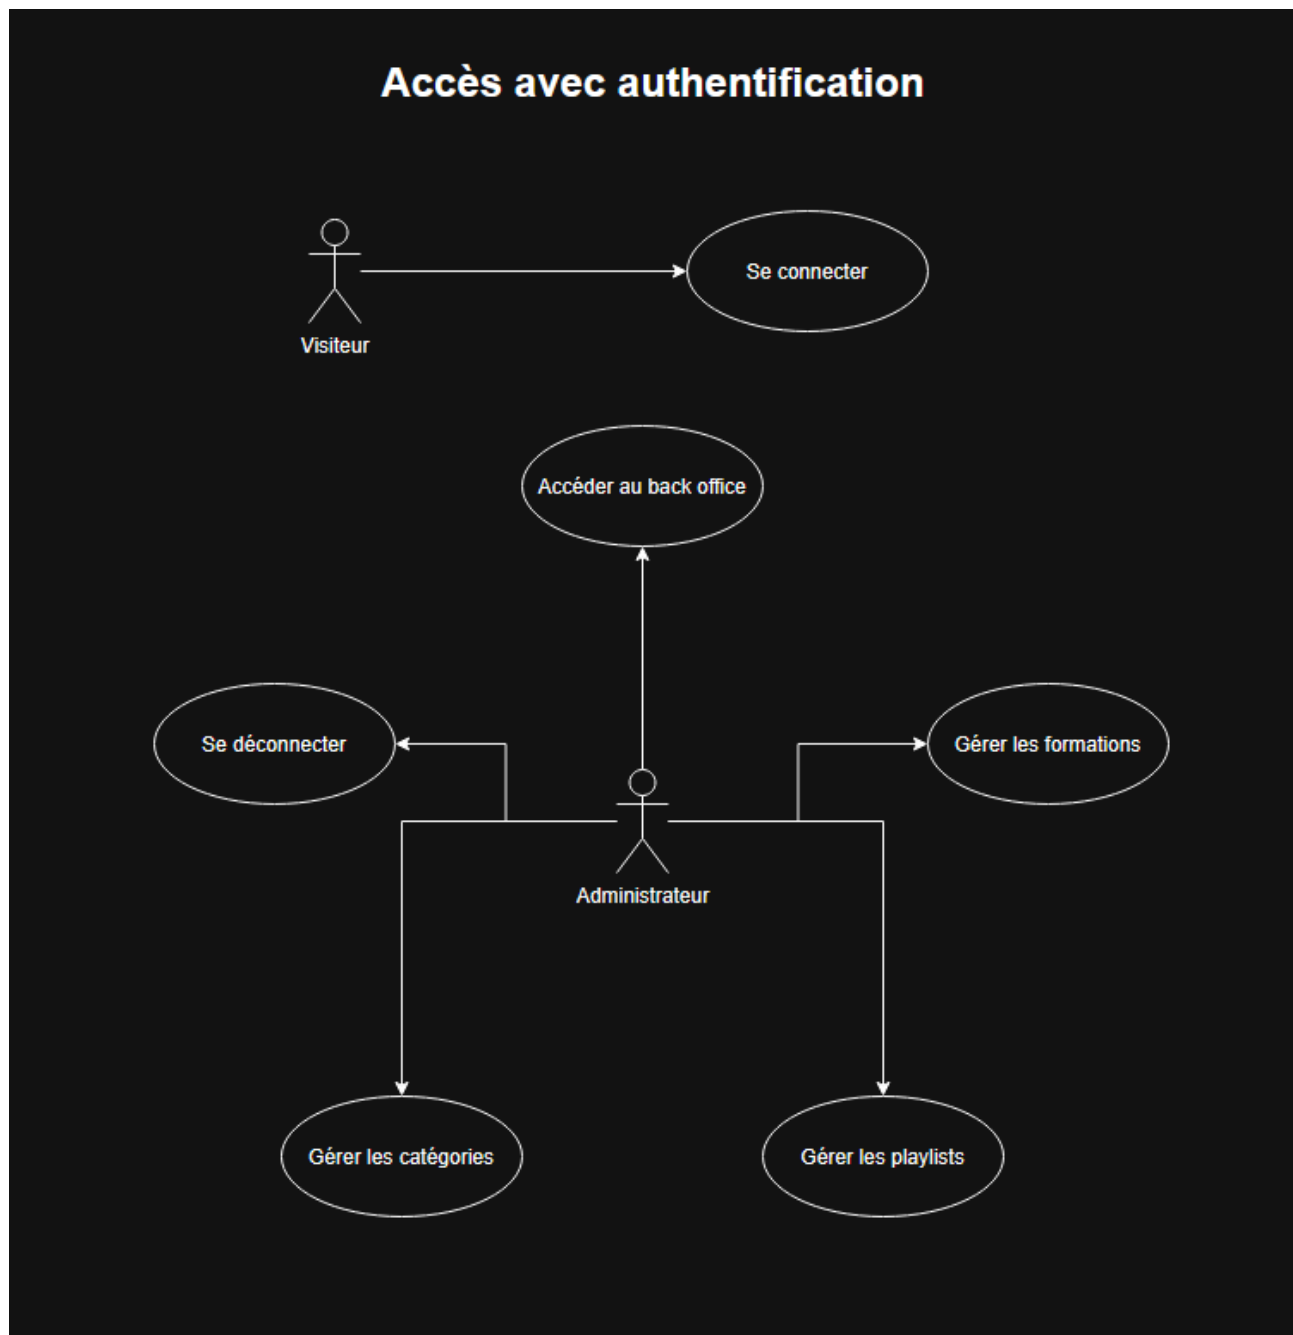 Accès avec authentification
Se connecter
Visiteur
Accéder au back office
Se déconnecter
Gérer les formations
Administrateur
Gérer les catégories
Gérer les playlists